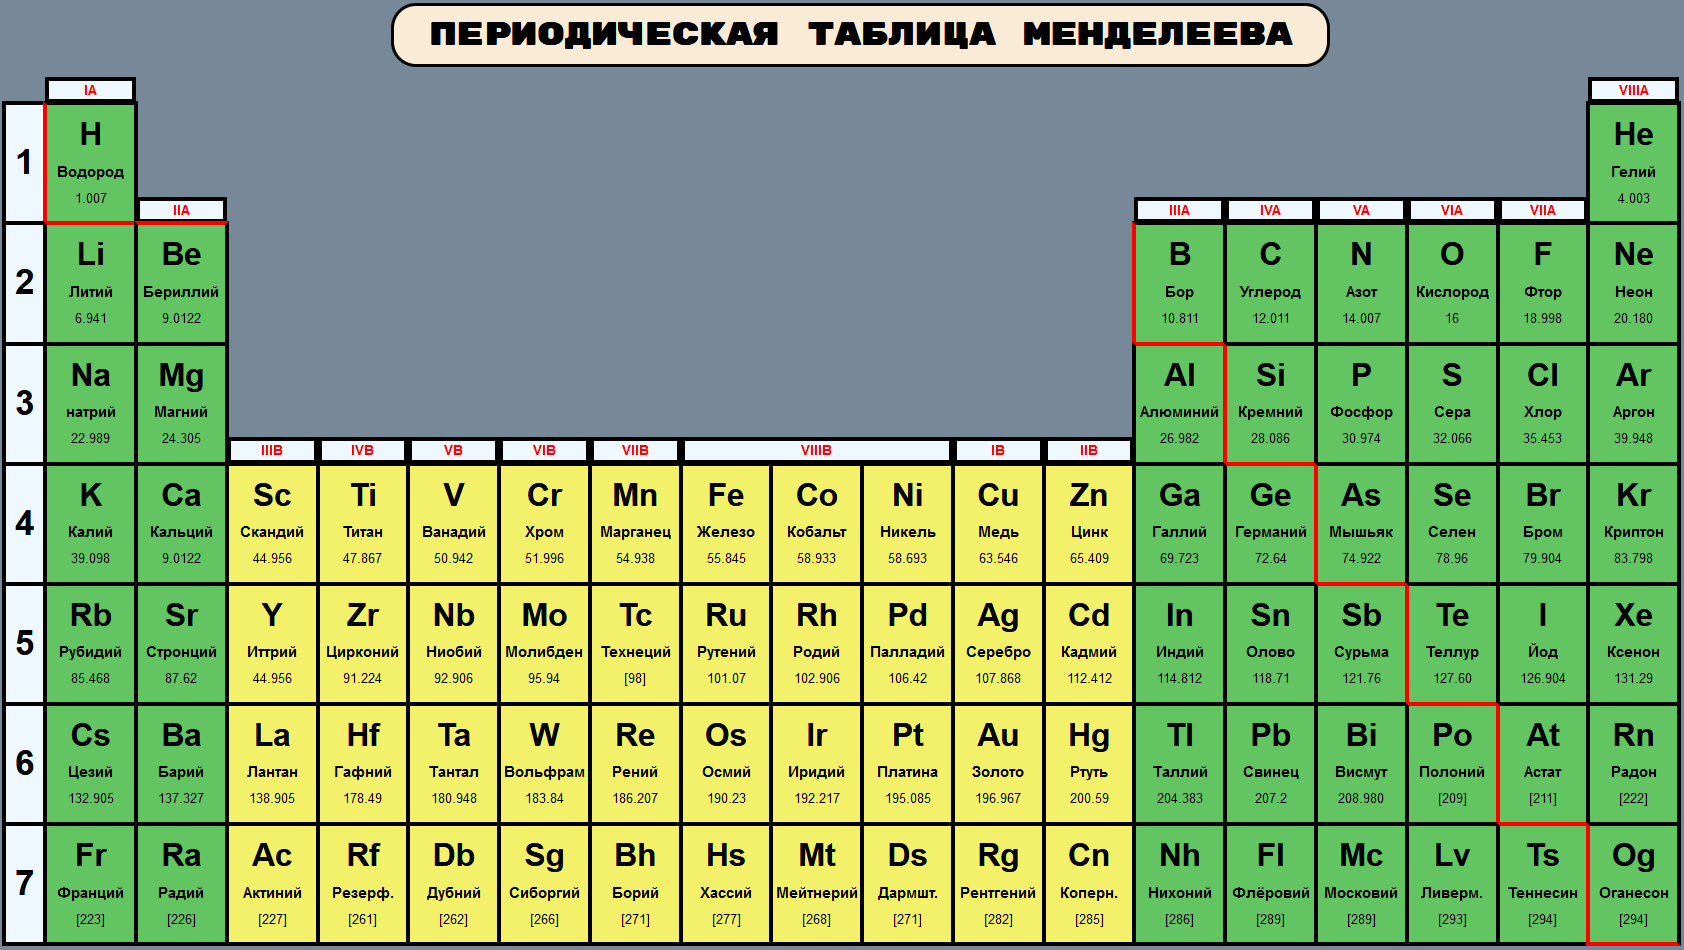 ПЕРИОДИЧЕСКАЯ ТАБЛИЦА МЕНДЕЛЕЕВА
IA VIIIA
1 H He
Водород Гелий
1.007 4.003
IIA IIIA IVA VA VIA VIIA
2 Li Be B C N O F Ne
Литий Бериллий Бор Углерод Азот Кислород Фтор Неон
6.941 9.0122 10.811 12.011 14.007 16 18.998 20.180
3 Na Mg Al Si P S Cl Ar
натрий Магний Алюминий Кремний Фосфор Сера Хлор Аргон
22.989 24.305 26.982 28.086 30.974 32.066 35.453 39.948
IIIB IVB VB VIB VIIB VIIIB IB IIB
4 K Ca Sc Ti V Cr Mn Fe Co Ni Cu Zn Ga Ge As Se Br Kr
Калий Кальций Скандий Титан Ванадий Хром Марганец Железо Кобальт Никель Медь Цинк Галлий Германий Мышьяк Селен Бром Криптон
39.098 9.0122 44.956 47.867 50.942 51.996 54.938 55.845 58.933 58.693 63.546 65.409 69.723 72.64 74.922 78.96 79.904 83.798
5 Rb Sr Y Zr Nb Mo Tc Ru Rh Pd Ag Cd In Sn Sb Te I Xe
Рубидий Стронций Иттрий Цирконий Ниобий Молибден Технеций Рутений Родий Палладий Серебро Кадмий Индий Олово Сурьма Теллур Йод Ксенон
85.468 87.62 44.956 91.224 92.906 95.94 [98] 101.07 102.906 106.42 107.868 112.412 114.812 118.71 121.76 127.60 126.904 131.29
6 Cs Ba La Hf Ta W Re Os Ir Pt Au Hg Tl Pb Bi Po At Rn
Цезий Барий Лантан Гафний Тантал Вольфрам Рений Осмий Иридий Платина Золото Ртуть Таллий Свинец Висмут Полоний Астат Радон
132.905 137.327 138.905 178.49 180.948 183.84 186.207 190.23 192.217 195.085 196.967 200.59 204.383 207.2 208.980 [209] [211] [222]
7 Fr Ra Ac Rf Db Sg Bh Hs Mt Ds Rg Cn Nh Fl Mc Lv Ts Og
Франций Радий Актиний Резерф. Дубний Сиборгий Борий Хассий Мейтнерий Дармшт. Рентгений Коперн. Нихоний Флёровий Московий Ливерм. Теннесин Оганесон
[223] [226] [227] [261] [262] [266] [271] [277] [268] [271] [282] [285] [286] [289] [289] [293] [294] [294]